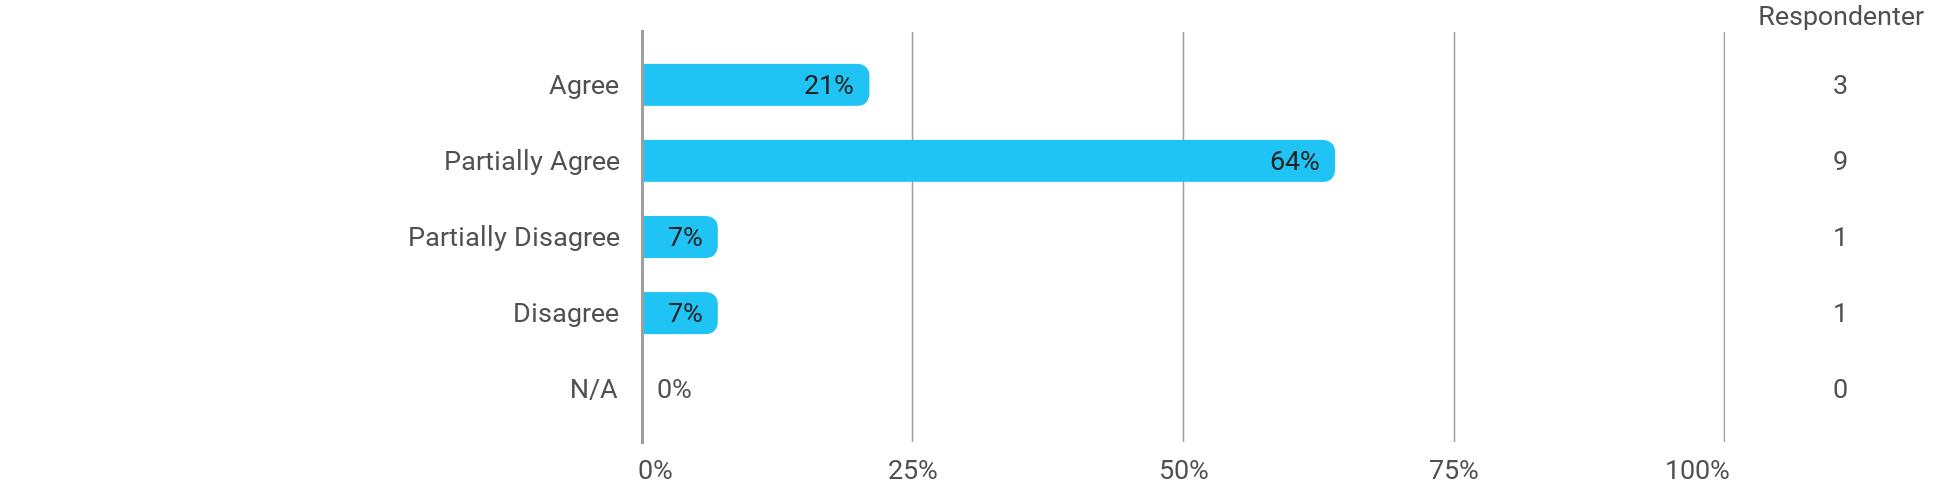 Respondenter
Agree 21% 3
Partially Agree 64% 9
Partially Disagree 7% 1
Disagree 7% 1
N/A 0% 0
0% 25% 50% 75% 100%